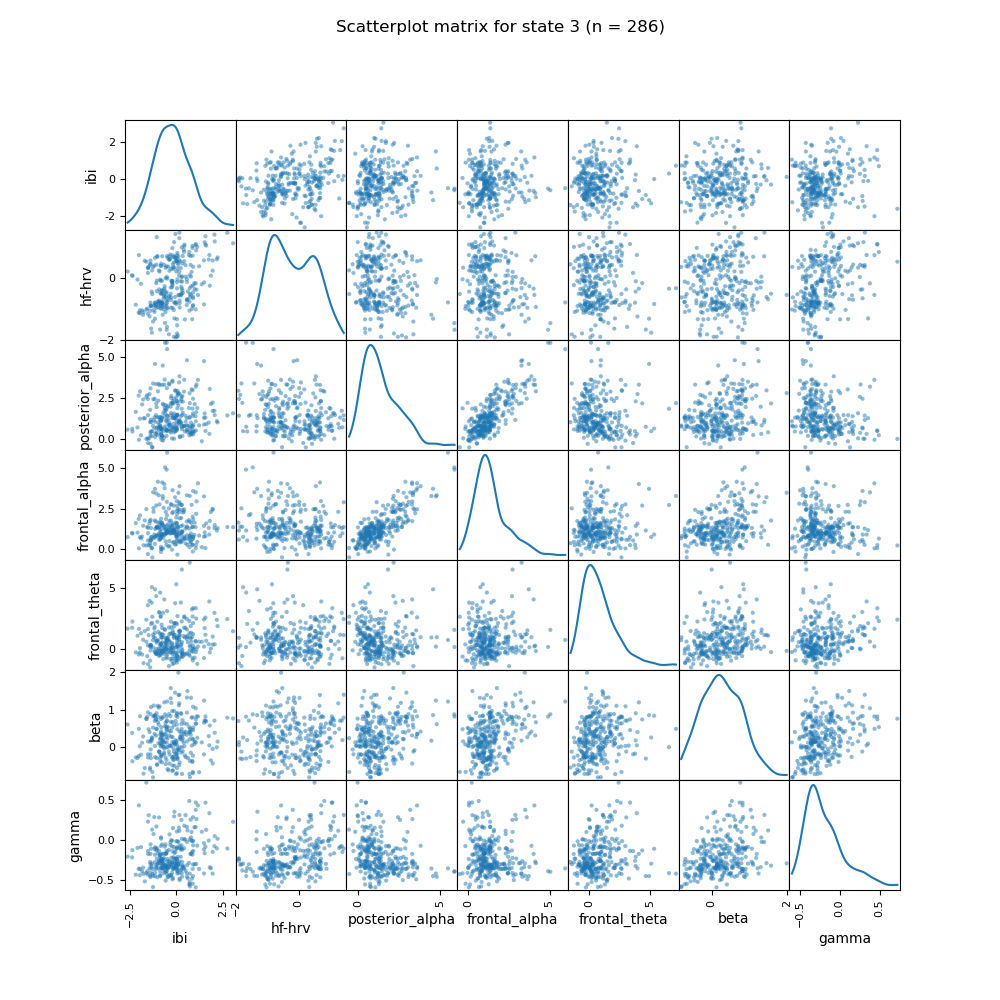 Scatterplot matrix for state 3 (n = 286)
2
0
−2
ibi
0
−2
hf-hrv
5.0
2.5
0.0
posterior_alpha
5.0
2.5
0.0
frontal_alpha
5
0
frontal_theta
2
1
0
beta
0.5
0.0
−0.5
gamma
−2.5 0.0 2.5 −2 0 0 5 0 5 0 5 0 2 −0.5 0.0 0.5
ibi hf-hrv posterior_alpha frontal_alpha frontal_theta beta gamma